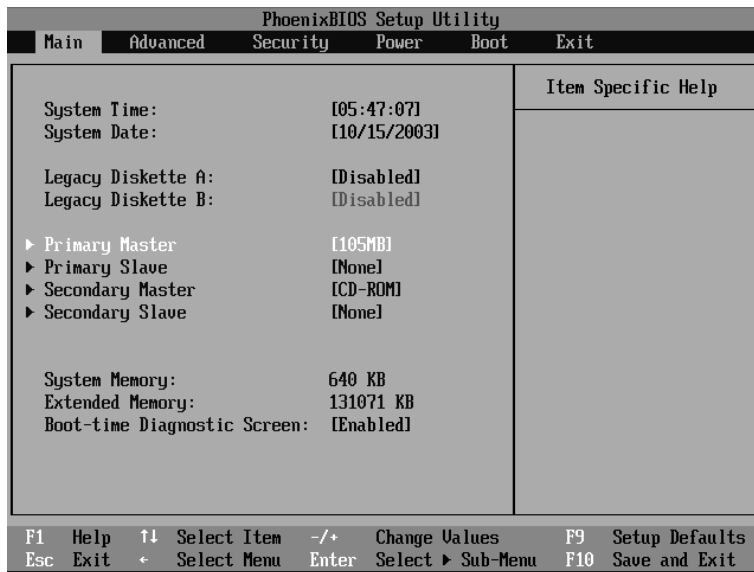 PhoenixBIOS Setup Utility
Main Advanced Security Power Boot Exit
Item Specific Help
System Time: [05:47:07]
System Date: [10/15/2003]
Legacy Diskette A: [Disabled]
Legacy Diskette B: [Disabled]
▶ Primary Master [105MB]
▶ Primary Slave [None]
▶ Secondary Master [CD-ROM]
▶ Secondary Slave [None]
System Memory: 640 KB
Extended Memory: 131071 KB
Boot-time Diagnostic Screen: [Enabled]
F1 Help ↑↓ Select Item -/+ Change Values F9 Setup Defaults
Esc Exit ← Select Menu Enter Select ▶ Sub-Menu F10 Save and Exit